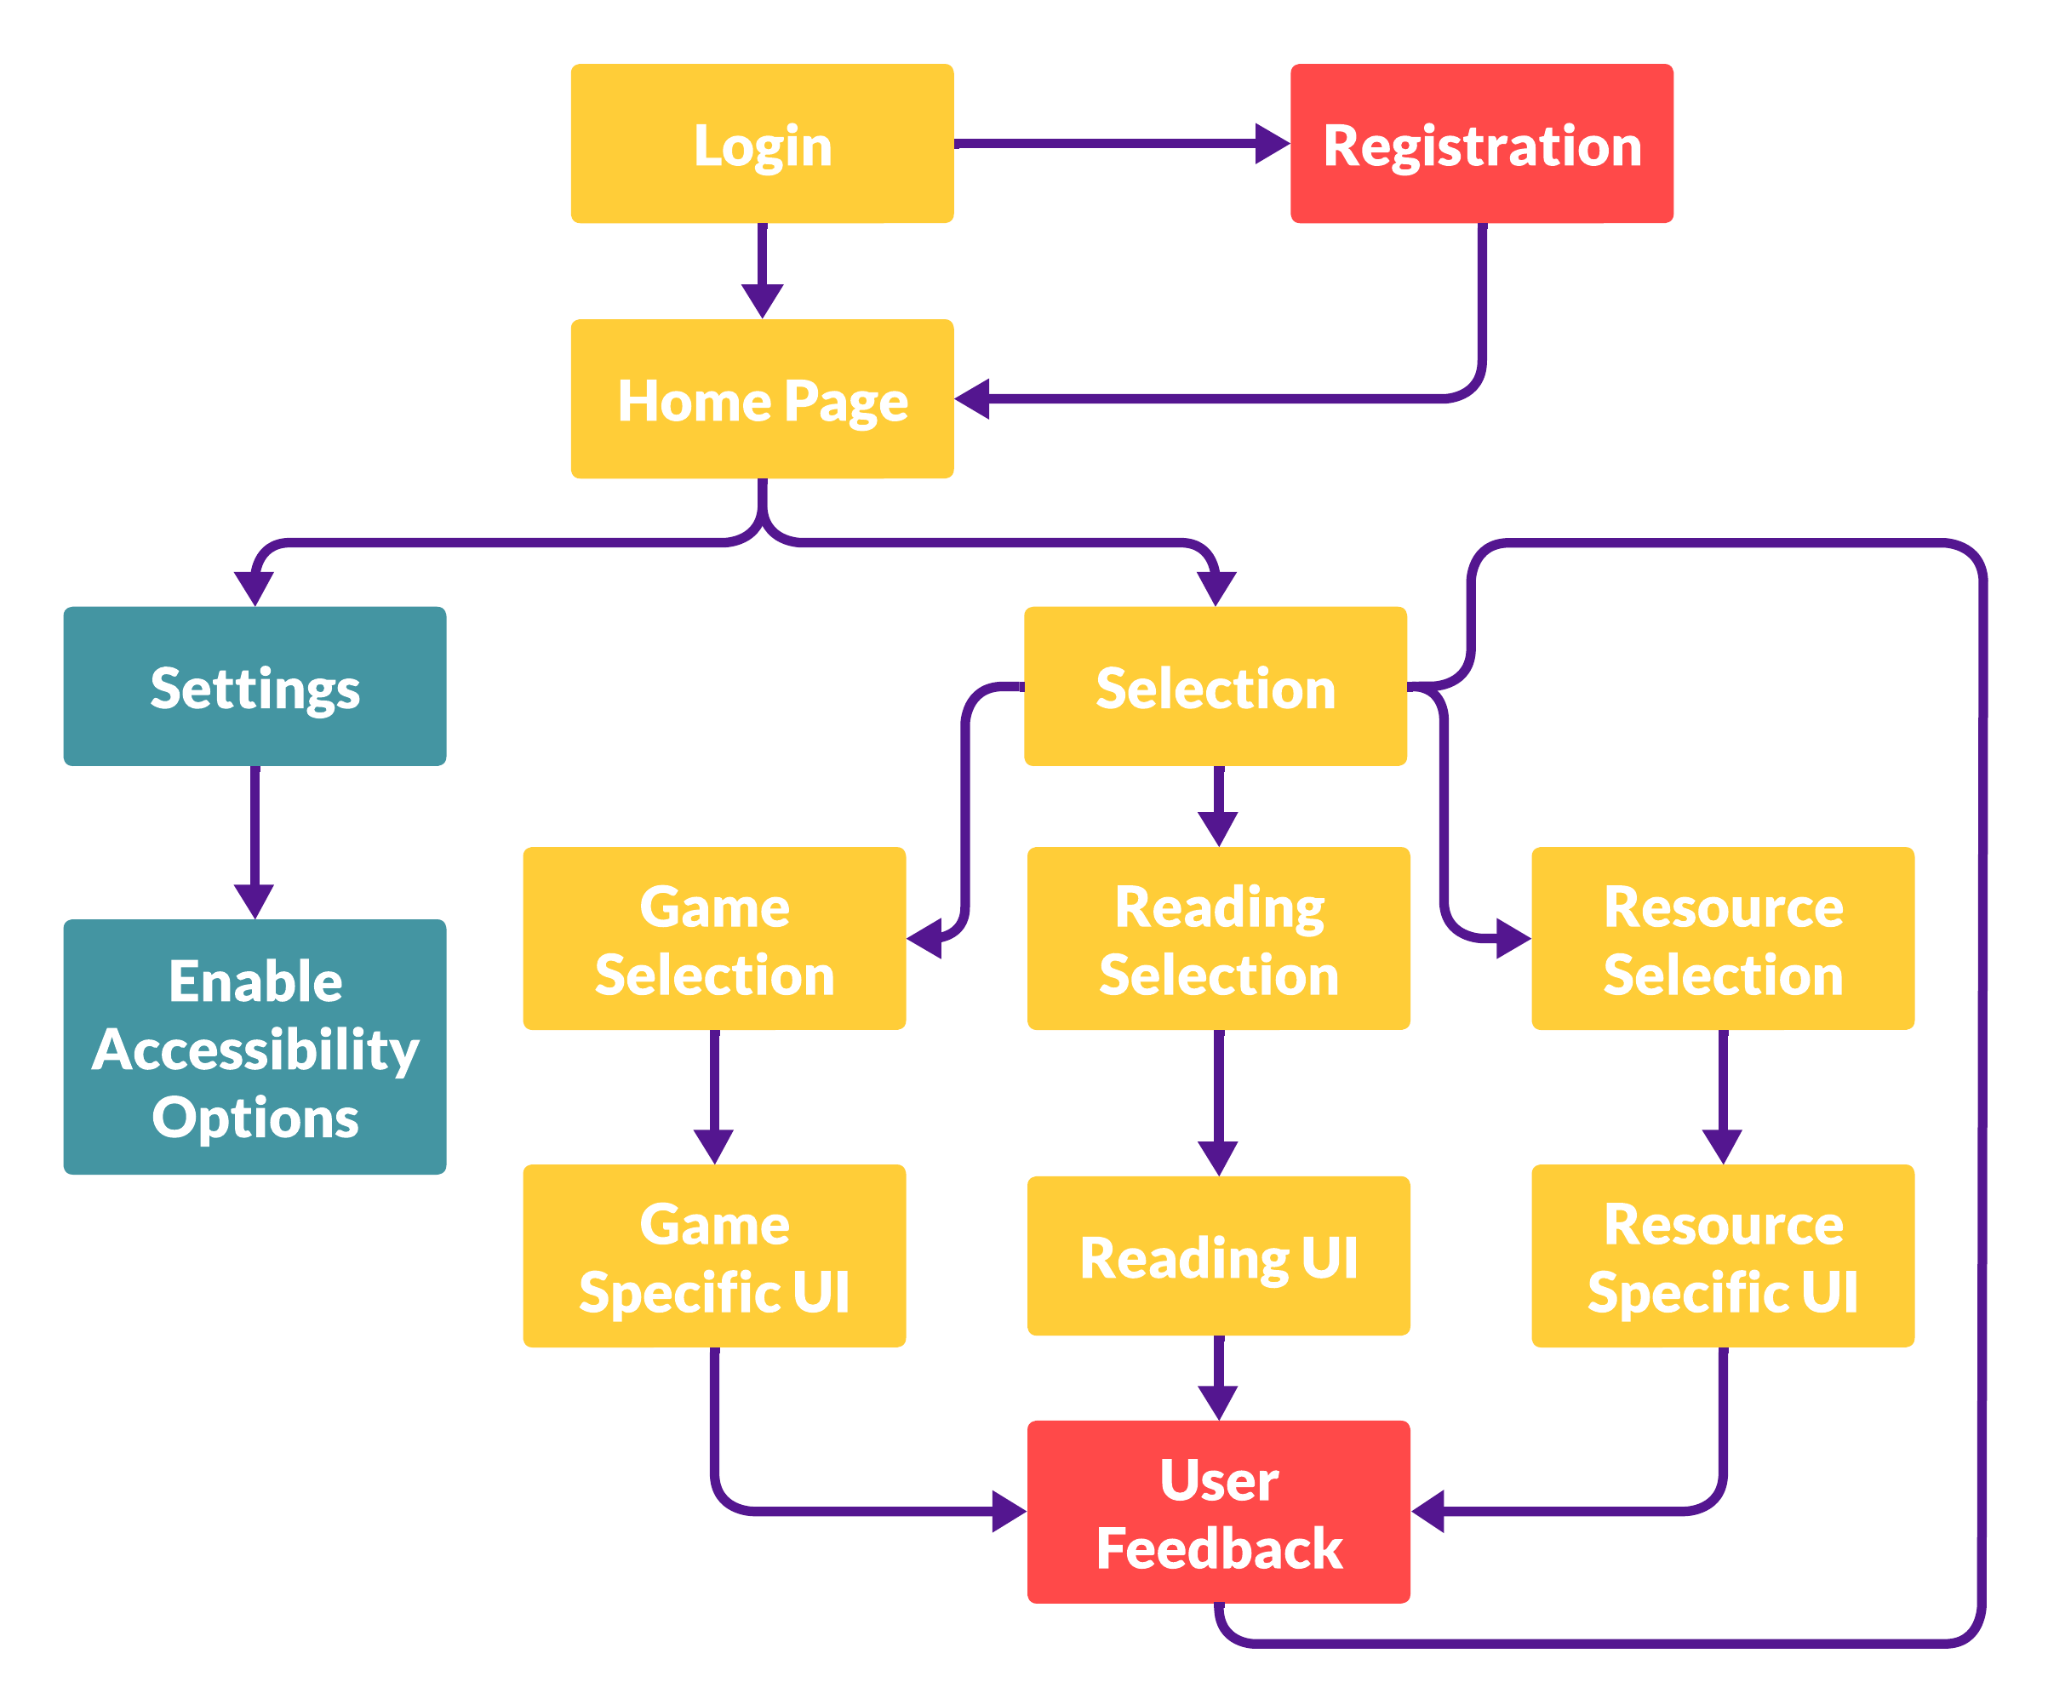 Login
Registration
Home Page
Settings
Selection
Game
Selection
Reading
Selection
Resource
Selection
Enable
Accessibility
Options
Game
Specific UI
Reading UI
Resource
Specific UI
User
Feedback